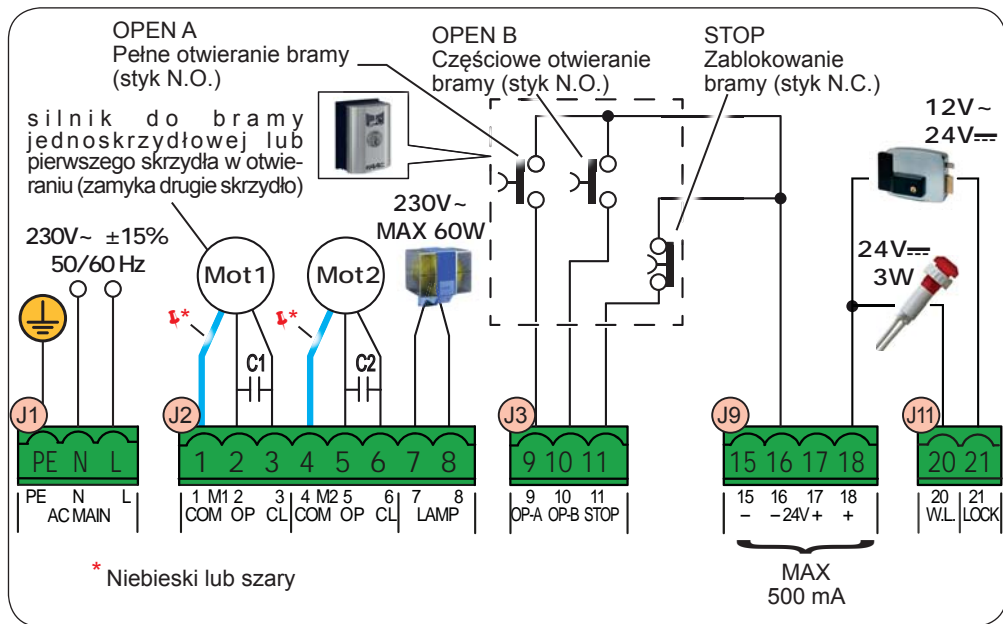 OPEN A
Pełne otwieranie bramy
(styk N.O.)
OPEN B
Częściowe otwieranie
bramy (styk N.O.)
STOP
Zablokowanie
bramy (styk N.C.)
silnik do bramy
jednoskrzydłowej lub
pierwszego skrzydła w otwie-
raniu (zamyka drugie skrzydło)
12V~
24V⎓
230V~ ±15%
50/60 Hz
230V~
MAX 60W
24V⎓
3W
Mot1
Mot2
*
*
C1
C2
J1
J2
J3
J9
J11
PE N L
1 2 3 4 5 6 7 8
9 10 11
15 16 17 18
20 21
PE N L
AC MAIN
1 M1 2 3 4 M2 5 6 7 8
COM OP CL COM OP CL LAMP
9 10 11
OP-A OP-B STOP
15 16 17 18
– –24V+ +
20 21
W.L. LOCK
* Niebieski lub szary
MAX
500 mA